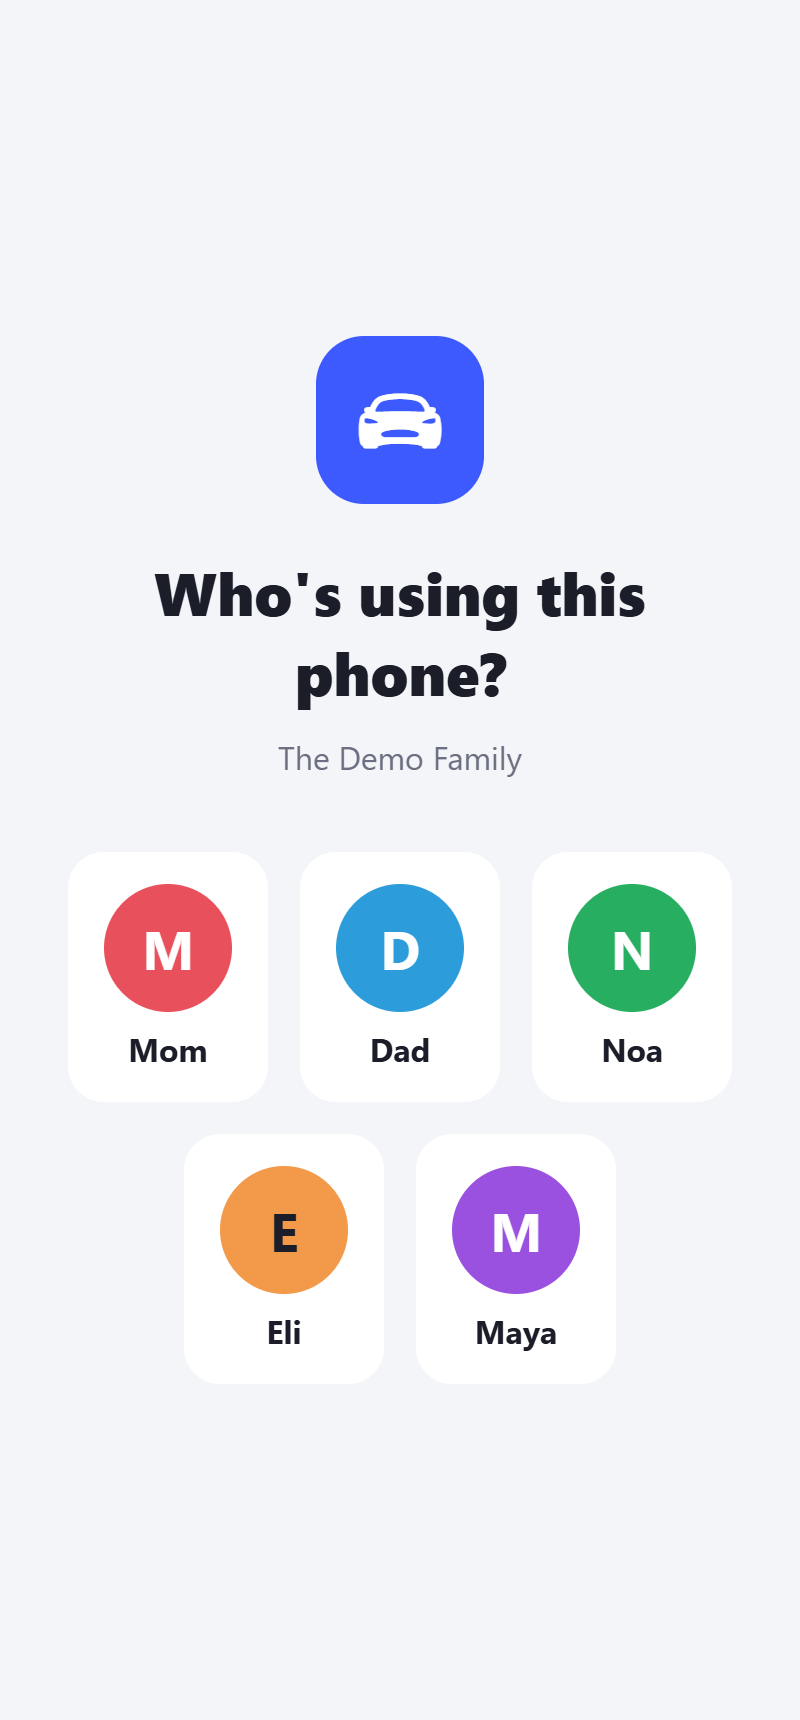 Who's using this
phone?
The Demo Family
M
D
N
Mom
Dad
Noa
E
M
Eli
Maya